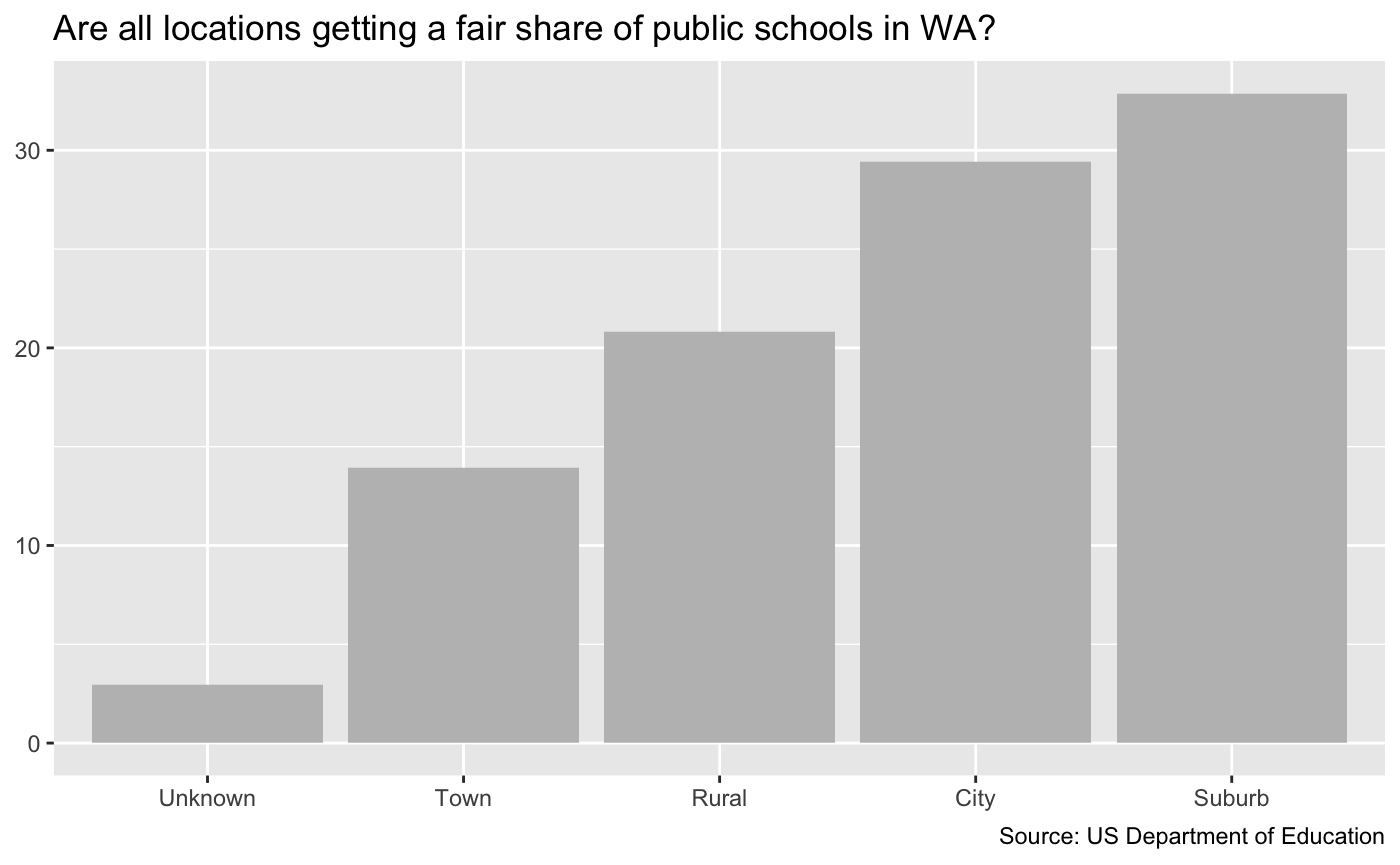 Are all locations getting a fair share of public schools in WA?
30
20
10
0
Unknown Town Rural City Suburb
Source: US Department of Education